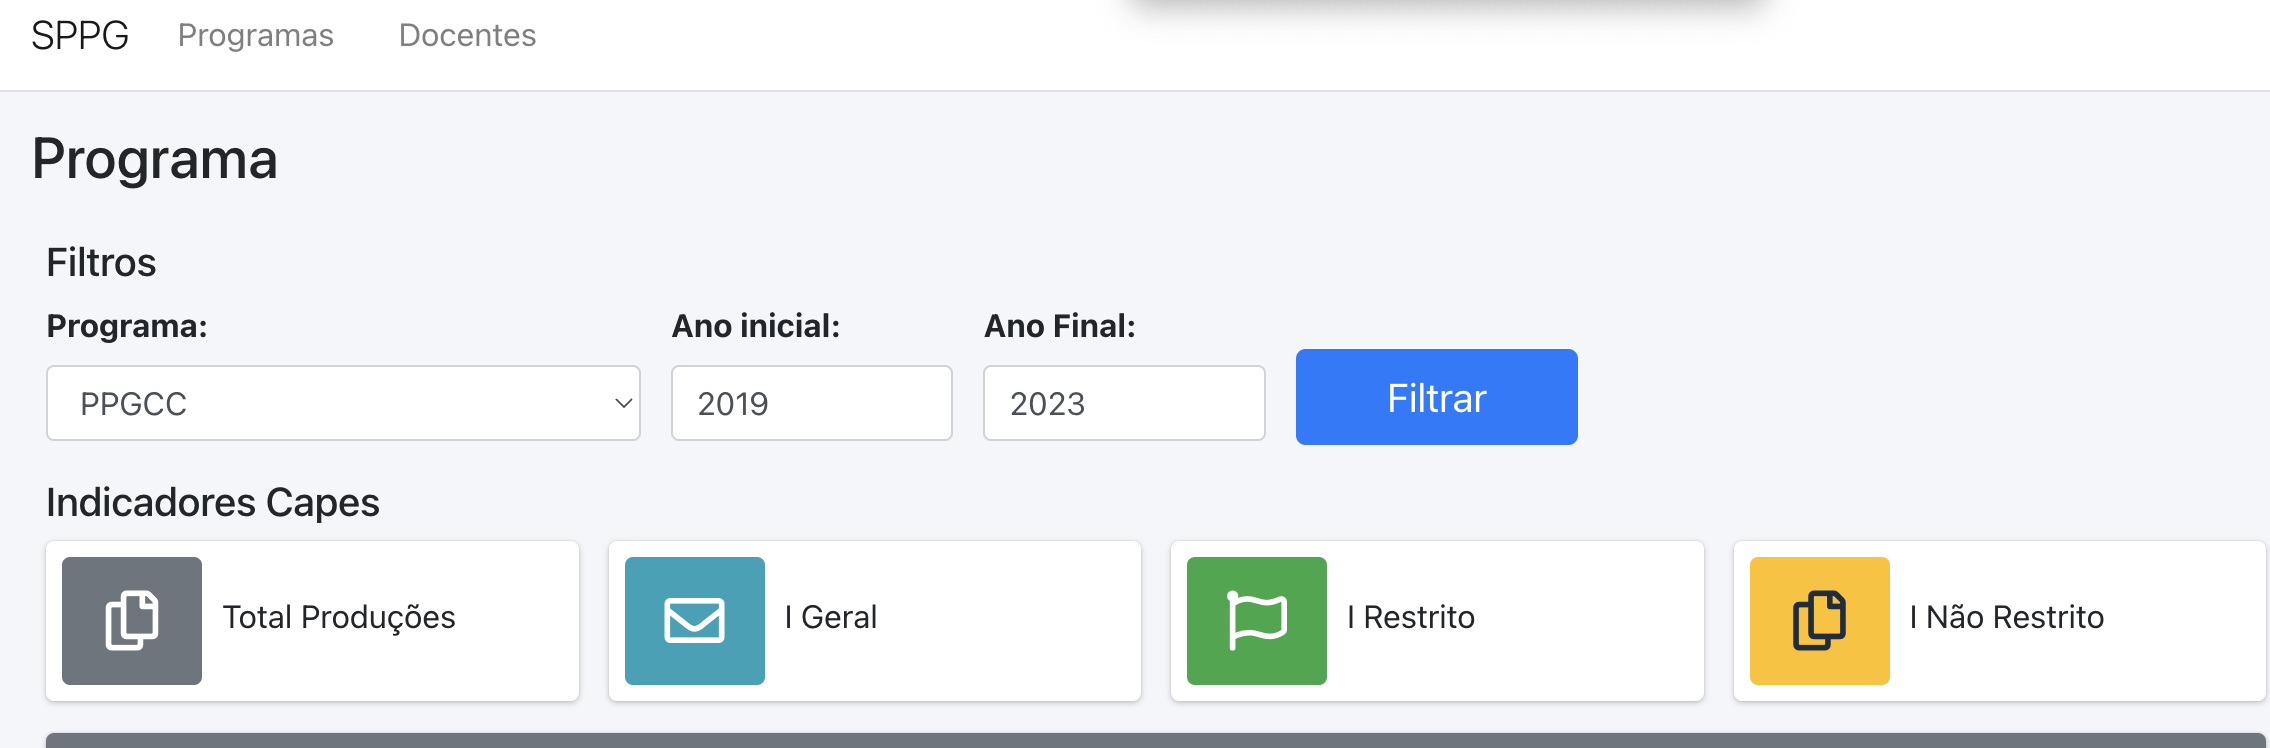 SPPG Programas Docentes
Programa
Filtros
Programa: Ano inicial: Ano Final:
PPGCC 2019 2023 Filtrar
Indicadores Capes
Total Produções I Geral I Restrito I Não Restrito